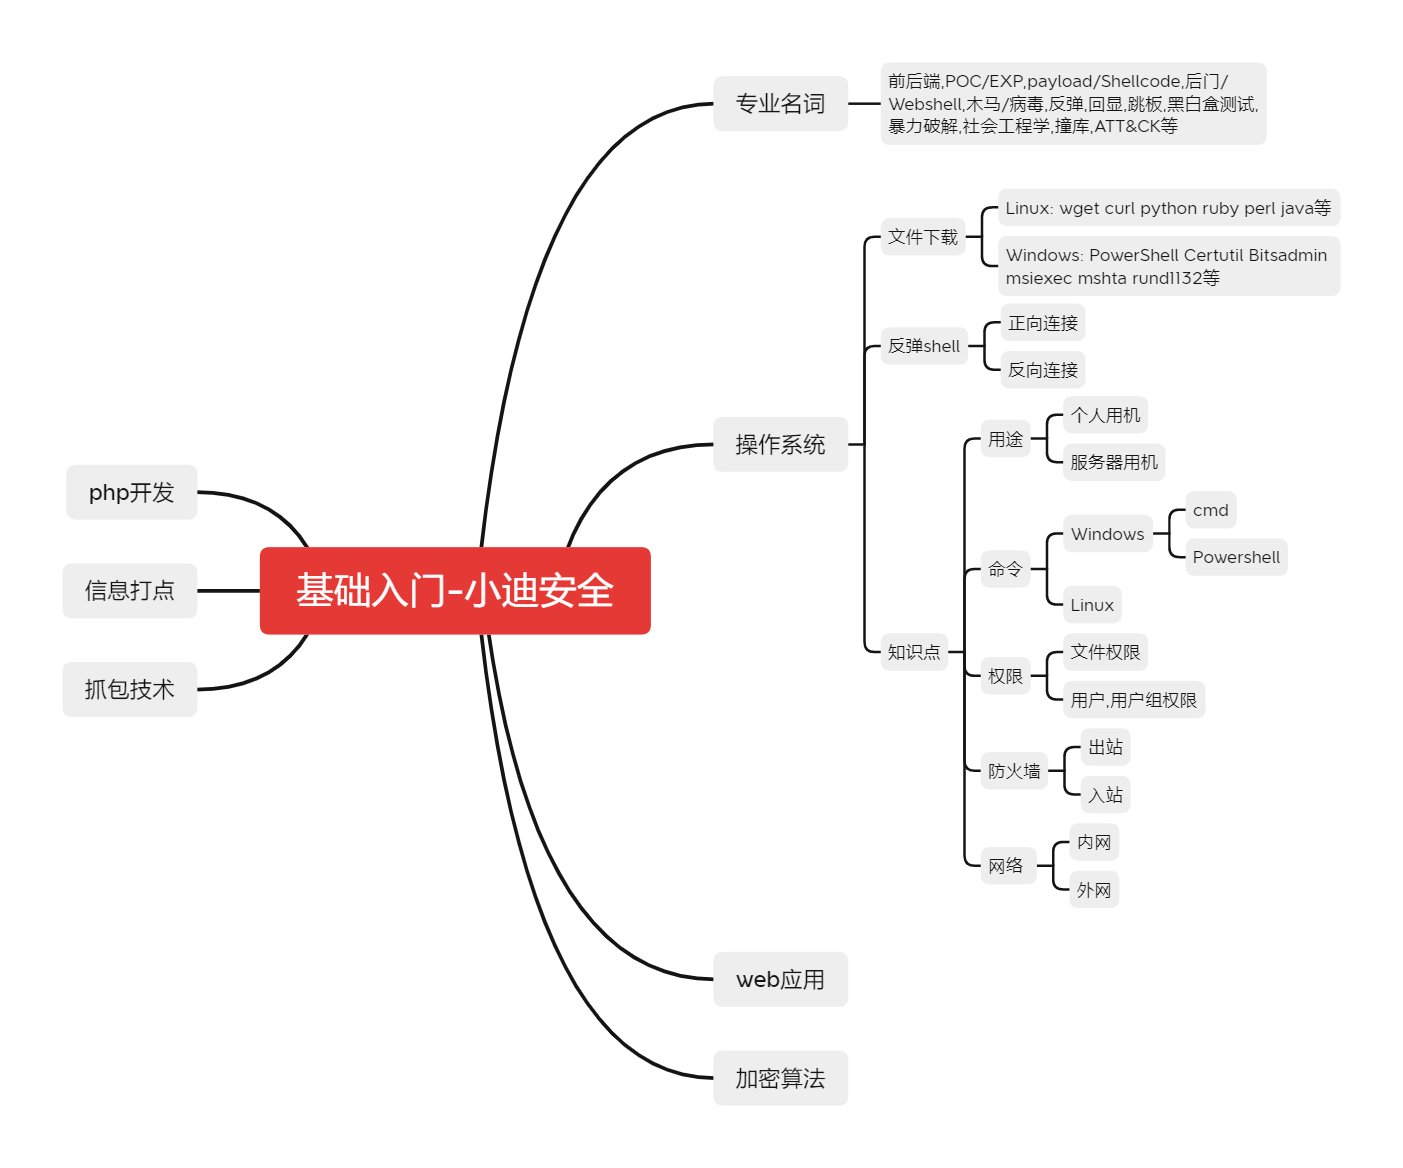 基础入门-小迪安全
专业名词
前后端,POC/EXP,payload/Shellcode,后门/
Webshell,木马/病毒,反弹,回显,跳板,黑白盒测试,
暴力破解,社会工程学,撞库,ATT&CK等
操作系统
文件下载
Linux: wget curl python ruby perl java等
Windows: PowerShell Certutil Bitsadmin
msiexec mshta rundll32等
反弹shell
正向连接
反向连接
知识点
用途
个人用机
服务器用机
命令
Windows
cmd
Powershell
Linux
权限
文件权限
用户,用户组权限
防火墙
出站
入站
网络
内网
外网
web应用
加密算法
php开发
信息打点
抓包技术